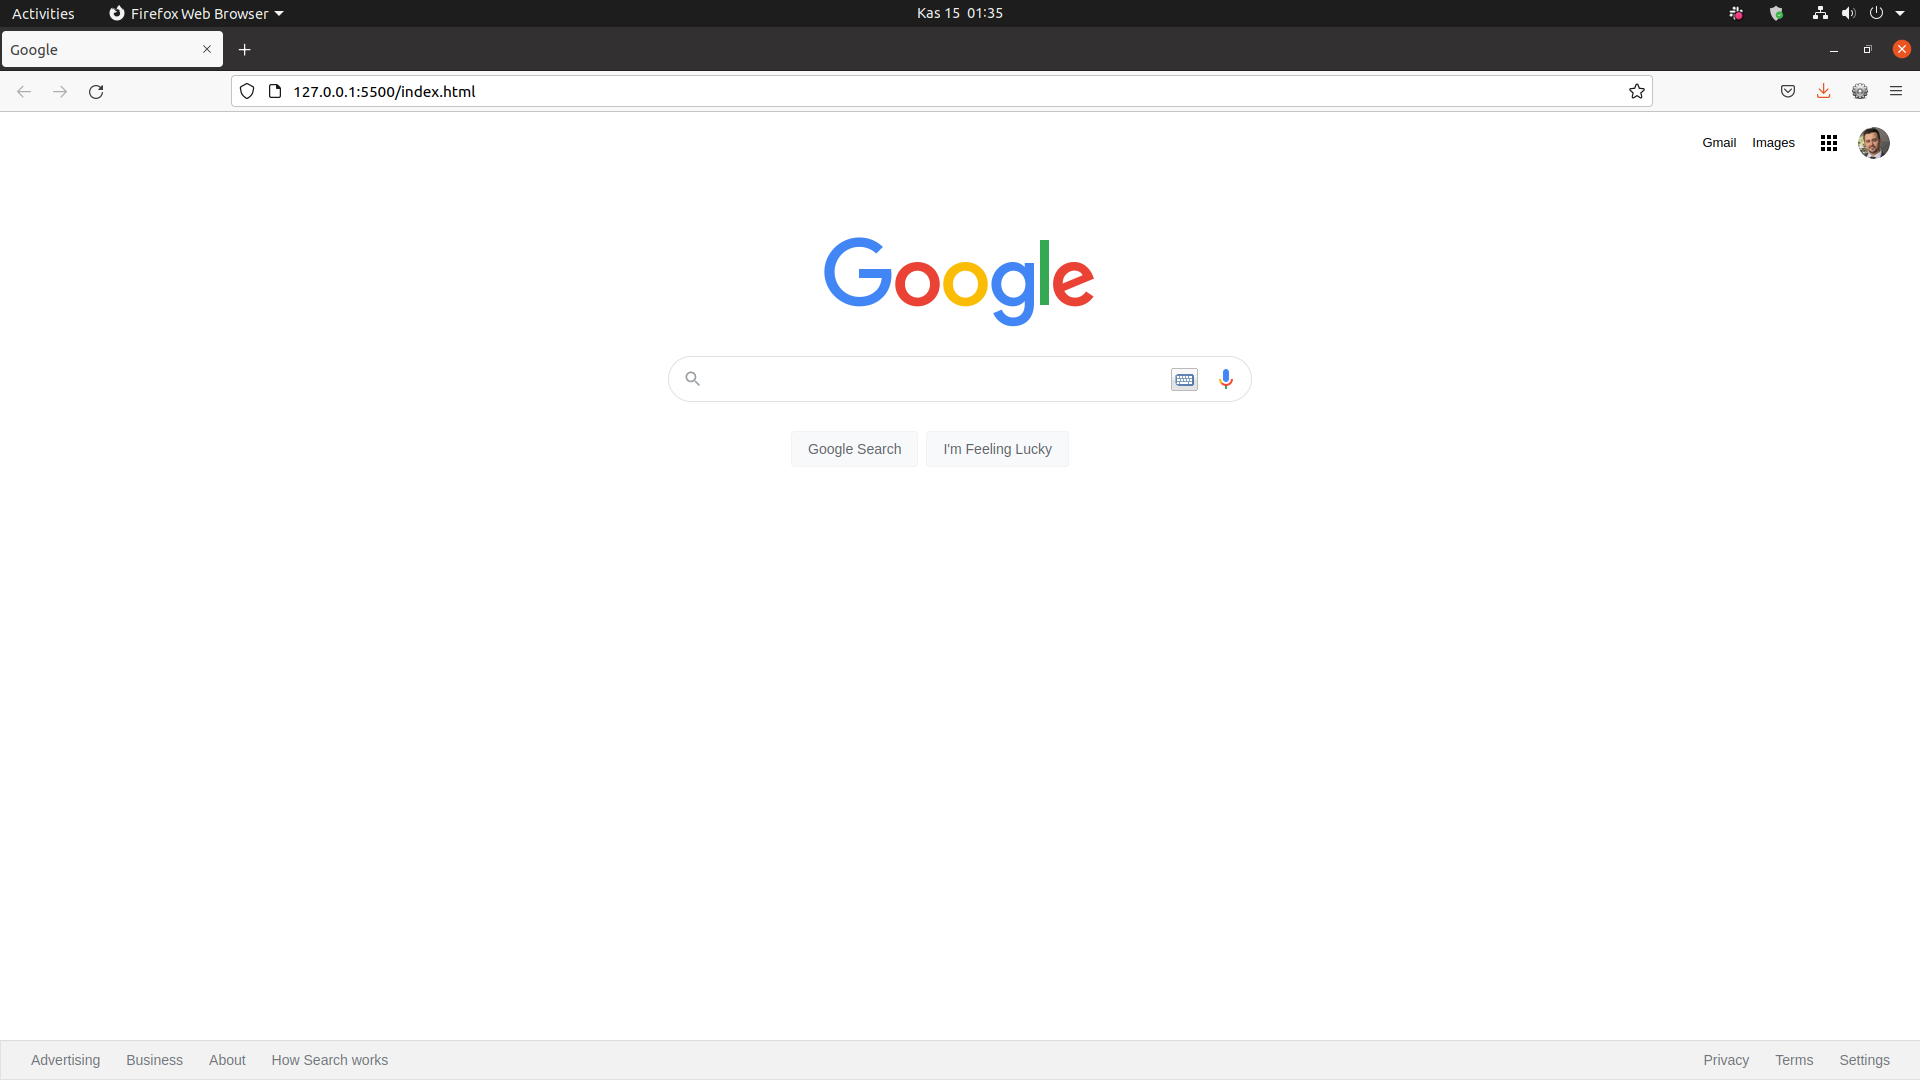 Activities Firefox Web Browser Kas 15 01:35
Google
127.0.0.1:5500/index.html
Gmail Images
Google
Google Search I'm Feeling Lucky
Advertising Business About How Search works Privacy Terms Settings